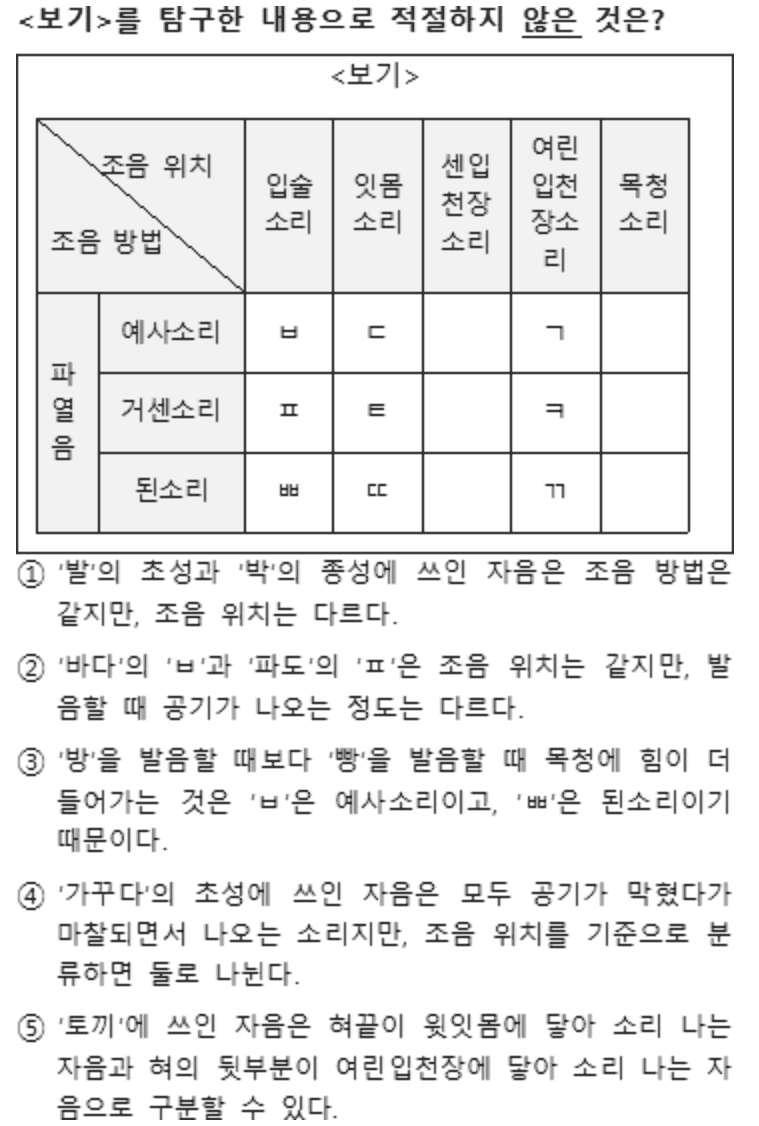 <보기>를 탐구한 내용으로 적절하지 않은 것은?
<보기>
조음 위치
조음 방법
입술
소리
잇몸
소리
센입
천장
소리
여린
입천
장소
리
목청
소리
파
열
음
예사소리 ㅂ ㄷ ㄱ
거센소리 ㅍ ㅌ ㅋ
된소리 ㅃ ㄸ ㄲ
① '발'의 초성과 '박'의 종성에 쓰인 자음은 조음 방법은
같지만, 조음 위치는 다르다.
② '바다'의 'ㅂ'과 '파도'의 'ㅍ'은 조음 위치는 같지만, 발
음할 때 공기가 나오는 정도는 다르다.
③ '방'을 발음할 때보다 '빵'을 발음할 때 목청에 힘이 더
들어가는 것은 'ㅂ'은 예사소리이고, 'ㅃ'은 된소리이기
때문이다.
④ '가꾸다'의 초성에 쓰인 자음은 모두 공기가 막혔다가
마찰되면서 나오는 소리지만, 조음 위치를 기준으로 분
류하면 둘로 나뉜다.
⑤ '토끼'에 쓰인 자음은 혀끝이 윗잇몸에 닿아 소리 나는
자음과 혀의 뒷부분이 여린입천장에 닿아 소리 나는 자
음으로 구분할 수 있다.